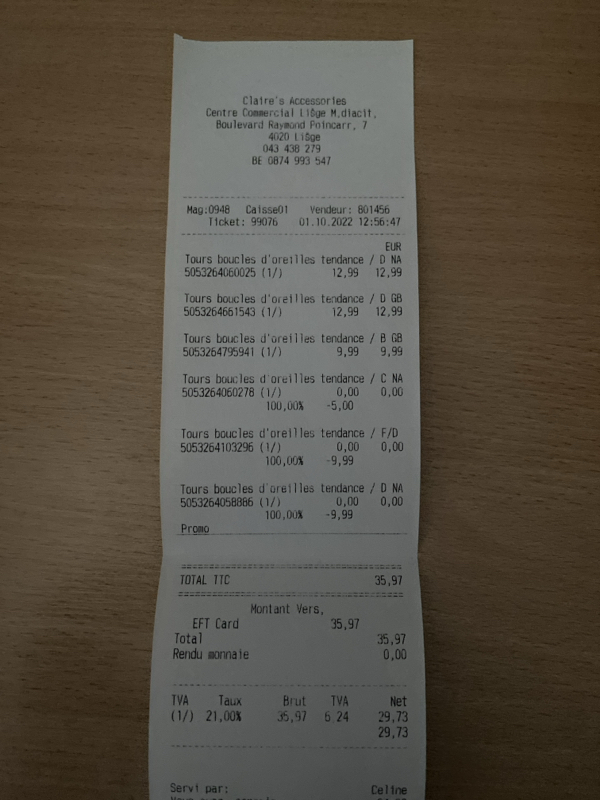 Claire's Accessories
Centre Commercial Li§ge M,diacit,
Boulevard Raymond Poincarr, 7
4020 Li§ge
043 438 279
BE 0874 993 547
Mag:0948 Caisse01 Vendeur: 801456
Ticket: 99076 01.10.2022 12:56:47
EUR
Tours boucles d'oreilles tendance / D NA
5053264060025 (1/) 12,99 12,99
Tours boucles d'oreilles tendance / D GB
5053264661543 (1/) 12,99 12,99
Tours boucles d'oreilles tendance / B GB
5053264795941 (1/) 9,99 9,99
Tours boucles d'oreilles tendance / C NA
5053264060278 (1/) 0,00 0,00
100,00% -5,00
Tours boucles d'oreilles tendance / F/D
5053264103296 (1/) 0,00 0,00
100,00% -9,99
Tours boucles d'oreilles tendance / D NA
5053264058886 (1/) 0,00 0,00
100,00% -9,99
Promo
TOTAL TTC 35,97
Montant Vers,
EFT Card 35,97
Total 35,97
Rendu monnaie 0,00
TVA Taux Brut TVA Net
(1/) 21,00% 35,97 6,24 29,73
29,73
Servi par: Celine